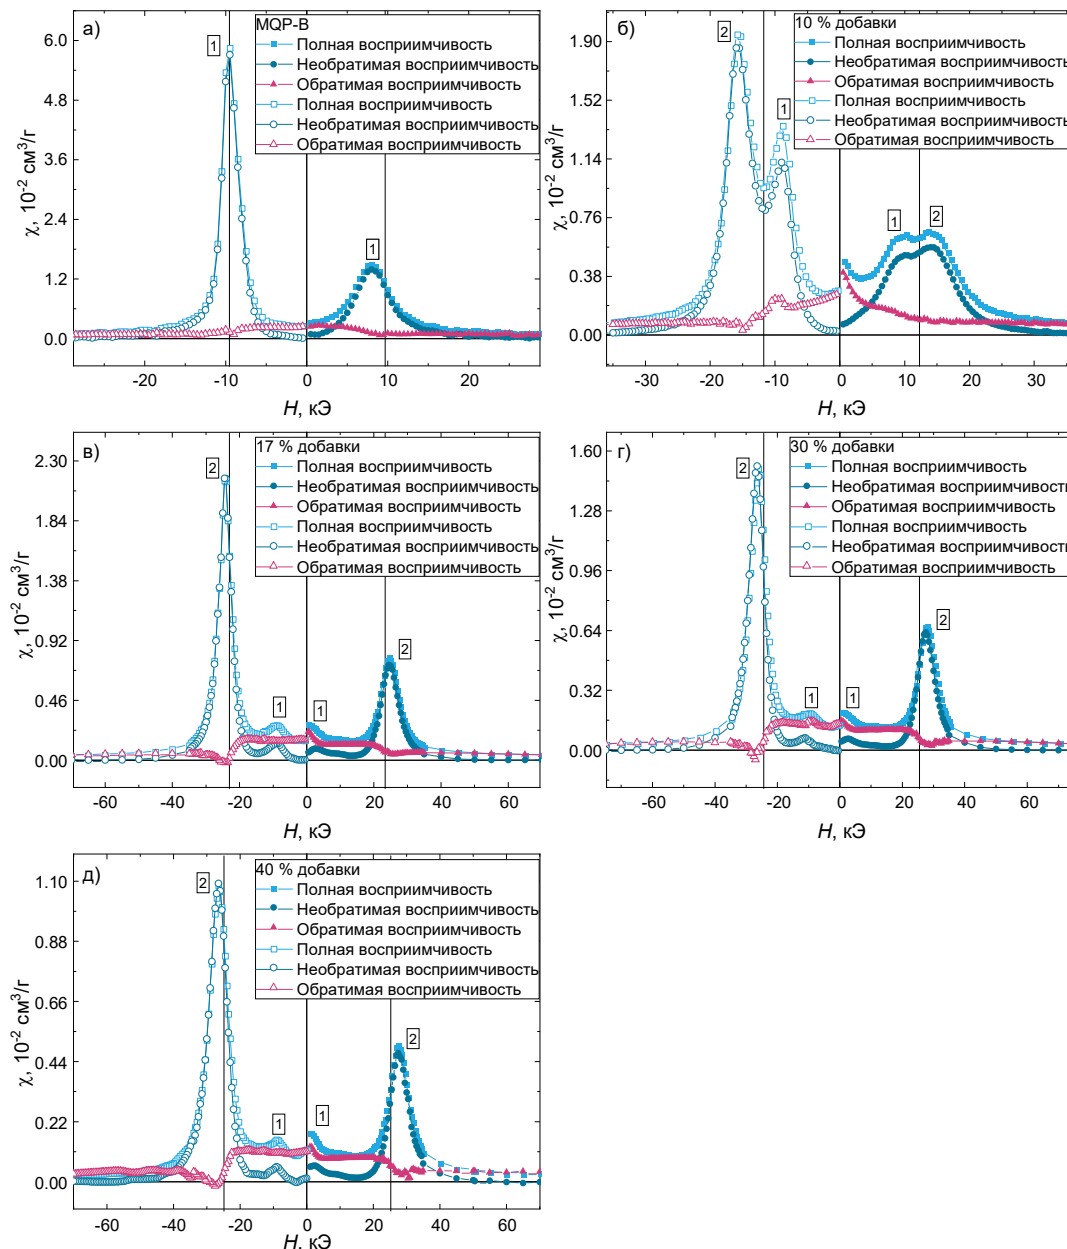 а)
MQP-B
Полная восприимчивость
Необратимая восприимчивость
Обратимая восприимчивость
Полная восприимчивость
Необратимая восприимчивость
Обратимая восприимчивость
1
1
6.0
4.8
3.6
2.4
1.2
0.0
χ, 10⁻² см³/г
-20 -10 0 10 20
H, кЭ
б)
10 % добавки
Полная восприимчивость
Необратимая восприимчивость
Обратимая восприимчивость
Полная восприимчивость
Необратимая восприимчивость
Обратимая восприимчивость
2
1
1
2
1.90
1.52
1.14
0.76
0.38
0.00
χ, 10⁻² см³/г
-30 -20 -10 0 10 20 30
H, кЭ
в)
17 % добавки
Полная восприимчивость
Необратимая восприимчивость
Обратимая восприимчивость
Полная восприимчивость
Необратимая восприимчивость
Обратимая восприимчивость
2
1
1
2
2.30
1.84
1.38
0.92
0.46
0.00
χ, 10⁻² см³/г
-60 -40 -20 0 20 40 60
H, кЭ
г)
30 % добавки
Полная восприимчивость
Необратимая восприимчивость
Обратимая восприимчивость
Полная восприимчивость
Необратимая восприимчивость
Обратимая восприимчивость
2
1
1
2
1.60
1.28
0.96
0.64
0.32
0.00
χ, 10⁻² см³/г
-60 -40 -20 0 20 40 60
H, кЭ
д)
40 % добавки
Полная восприимчивость
Необратимая восприимчивость
Обратимая восприимчивость
Полная восприимчивость
Необратимая восприимчивость
Обратимая восприимчивость
2
1
1
2
1.10
0.88
0.66
0.44
0.22
0.00
χ, 10⁻² см³/г
-60 -40 -20 0 20 40 60
H, кЭ